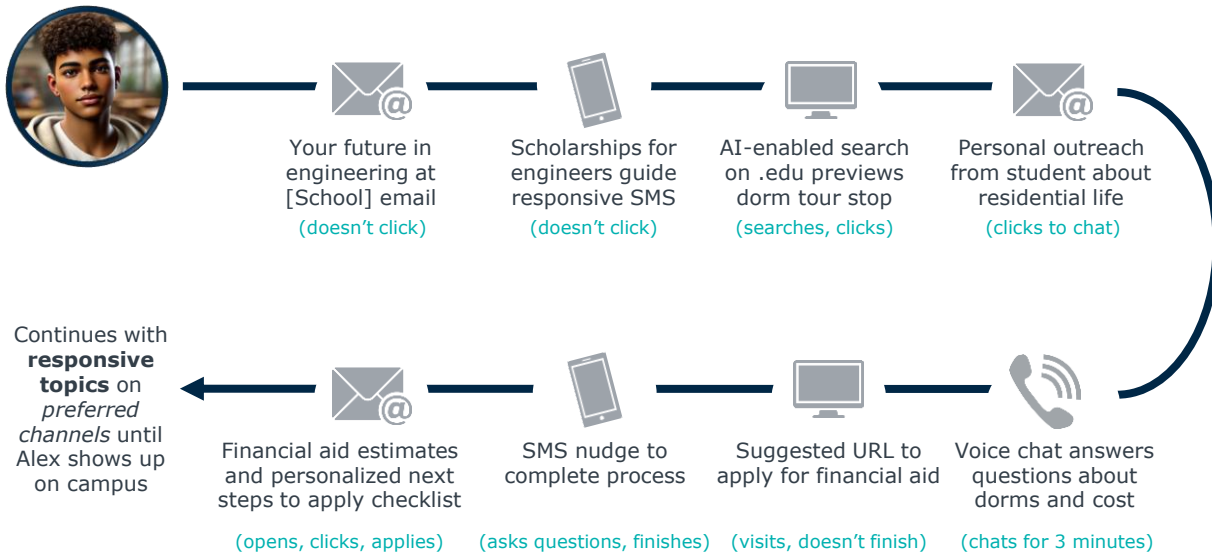 Your future in
engineering at
[School] email
(doesn't click)
Scholarships for
engineers guide
responsive SMS
(doesn't click)
AI-enabled search
on .edu previews
dorm tour stop
(searches, clicks)
Personal outreach
from student about
residential life
(clicks to chat)
Voice chat answers
questions about
dorms and cost
(chats for 3 minutes)
Suggested URL to
apply for financial aid
(visits, doesn't finish)
SMS nudge to
complete process
(asks questions, finishes)
Financial aid estimates
and personalized next
steps to apply checklist
(opens, clicks, applies)
Continues with
responsive
topics on
preferred
channels until
Alex shows up
on campus